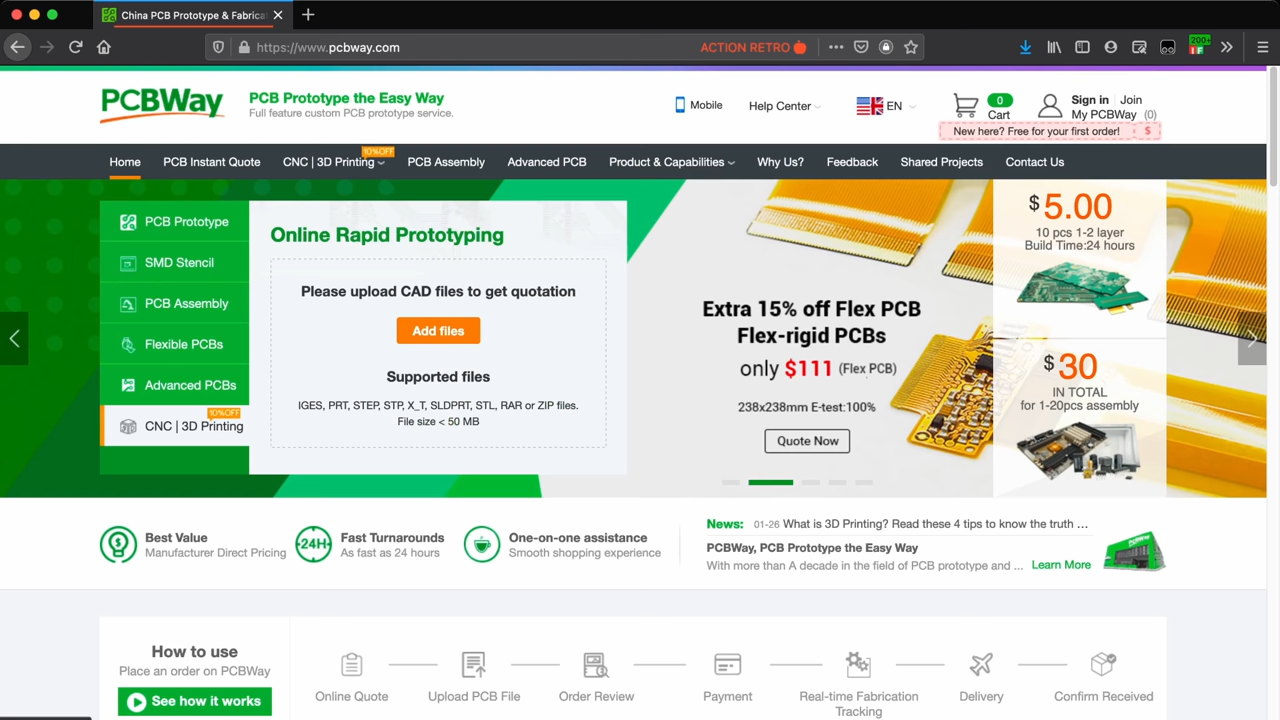 China PCB Prototype & Fabrica
https://www.pcbway.com
ACTION RETRO
200+
PCBWay
PCB Prototype the Easy Way
Full feature custom PCB prototype service.
Mobile
Help Center
EN
0
Cart
Sign in
Join
My PCBWay (0)
New here? Free for your first order!
$
Home
PCB Instant Quote
CNC | 3D Printing
10%OFF
PCB Assembly
Advanced PCB
Product & Capabilities
Why Us?
Feedback
Shared Projects
Contact Us
PCB Prototype
SMD Stencil
PCB Assembly
Flexible PCBs
Advanced PCBs
10%OFF
CNC | 3D Printing
Online Rapid Prototyping
Please upload CAD files to get quotation
Add files
Supported files
IGES, PRT, STEP, STP, X_T, SLDPRT, STL, RAR or ZIP files.
File size < 50 MB
Extra 15% off Flex PCB
Flex-rigid PCBs
only $111 (Flex PCB)
238x238mm E-test:100%
Quote Now
$5.00
10 pcs 1-2 layer
Build Time:24 hours
$30
IN TOTAL
for 1-20pcs assembly
Best Value
Manufacturer Direct Pricing
24H
Fast Turnarounds
As fast as 24 hours
One-on-one assistance
Smooth shopping experience
News: 01-26 What is 3D Printing? Read these 4 tips to know the truth ...
PCBWay, PCB Prototype the Easy Way
With more than A decade in the field of PCB prototype and ... Learn More
How to use
Place an order on PCBWay
See how it works
Online Quote
Upload PCB File
Order Review
Payment
Real-time Fabrication
Tracking
Delivery
Confirm Received